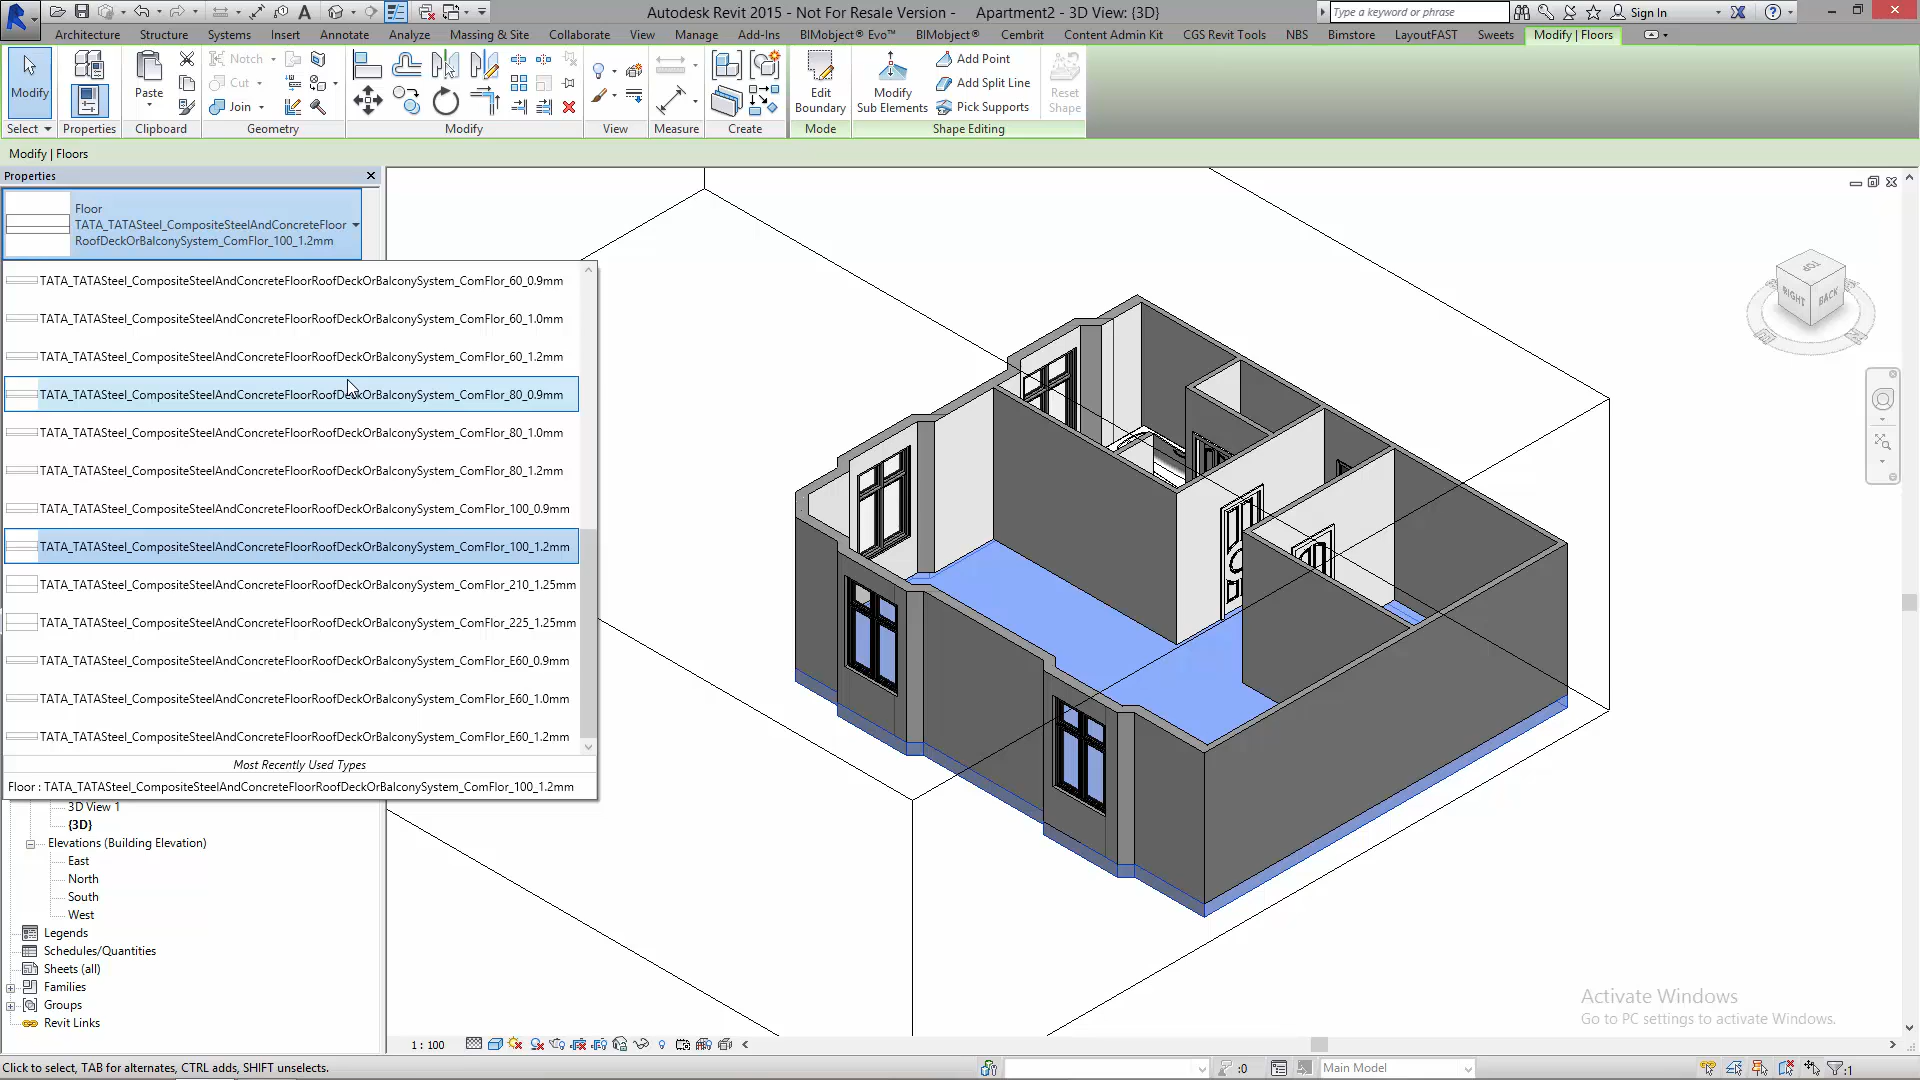 Autodesk Revit 2015 - Not For Resale Version - Apartment2 - 3D View: {3D}
Type a keyword or phrase
Sign In
Architecture Structure Systems Insert Annotate Analyze Massing & Site Collaborate View Manage Add-Ins BIMobject® Evo™ BIMobject® Cembrit Content Admin Kit CGS Revit Tools NBS Bimstore LayoutFAST Sweets Modify | Floors
Notch
Cut
Join
Modify
Paste
Edit Boundary
Modify Sub Elements
Add Point
Add Split Line
Pick Supports
Reset Shape
Select Properties Clipboard Geometry Modify View Measure Create Mode Shape Editing
Modify | Floors
Properties
Floor
TATA_TATASteel_CompositeSteelAndConcreteFloor
RoofDeckOrBalconySystem_ComFlor_100_1.2mm
TATA_TATASteel_CompositeSteelAndConcreteFloorRoofDeckOrBalconySystem_ComFlor_60_0.9mm
TATA_TATASteel_CompositeSteelAndConcreteFloorRoofDeckOrBalconySystem_ComFlor_60_1.0mm
TATA_TATASteel_CompositeSteelAndConcreteFloorRoofDeckOrBalconySystem_ComFlor_60_1.2mm
TATA_TATASteel_CompositeSteelAndConcreteFloorRoofDeckOrBalconySystem_ComFlor_80_0.9mm
TATA_TATASteel_CompositeSteelAndConcreteFloorRoofDeckOrBalconySystem_ComFlor_80_1.0mm
TATA_TATASteel_CompositeSteelAndConcreteFloorRoofDeckOrBalconySystem_ComFlor_80_1.2mm
TATA_TATASteel_CompositeSteelAndConcreteFloorRoofDeckOrBalconySystem_ComFlor_100_0.9mm
TATA_TATASteel_CompositeSteelAndConcreteFloorRoofDeckOrBalconySystem_ComFlor_100_1.2mm
TATA_TATASteel_CompositeSteelAndConcreteFloorRoofDeckOrBalconySystem_ComFlor_210_1.25mm
TATA_TATASteel_CompositeSteelAndConcreteFloorRoofDeckOrBalconySystem_ComFlor_225_1.25mm
TATA_TATASteel_CompositeSteelAndConcreteFloorRoofDeckOrBalconySystem_ComFlor_E60_0.9mm
TATA_TATASteel_CompositeSteelAndConcreteFloorRoofDeckOrBalconySystem_ComFlor_E60_1.0mm
TATA_TATASteel_CompositeSteelAndConcreteFloorRoofDeckOrBalconySystem_ComFlor_E60_1.2mm
Most Recently Used Types
Floor : TATA_TATASteel_CompositeSteelAndConcreteFloorRoofDeckOrBalconySystem_ComFlor_100_1.2mm
3D View 1
{3D}
Elevations (Building Elevation)
East
North
South
West
Legends
Schedules/Quantities
Sheets (all)
Families
Groups
Revit Links
TOP
RIGHT
BACK
Activate Windows
Go to PC settings to activate Windows.
1 : 100
Click to select, TAB for alternates, CTRL adds, SHIFT unselects.
:0
Main Model
:1